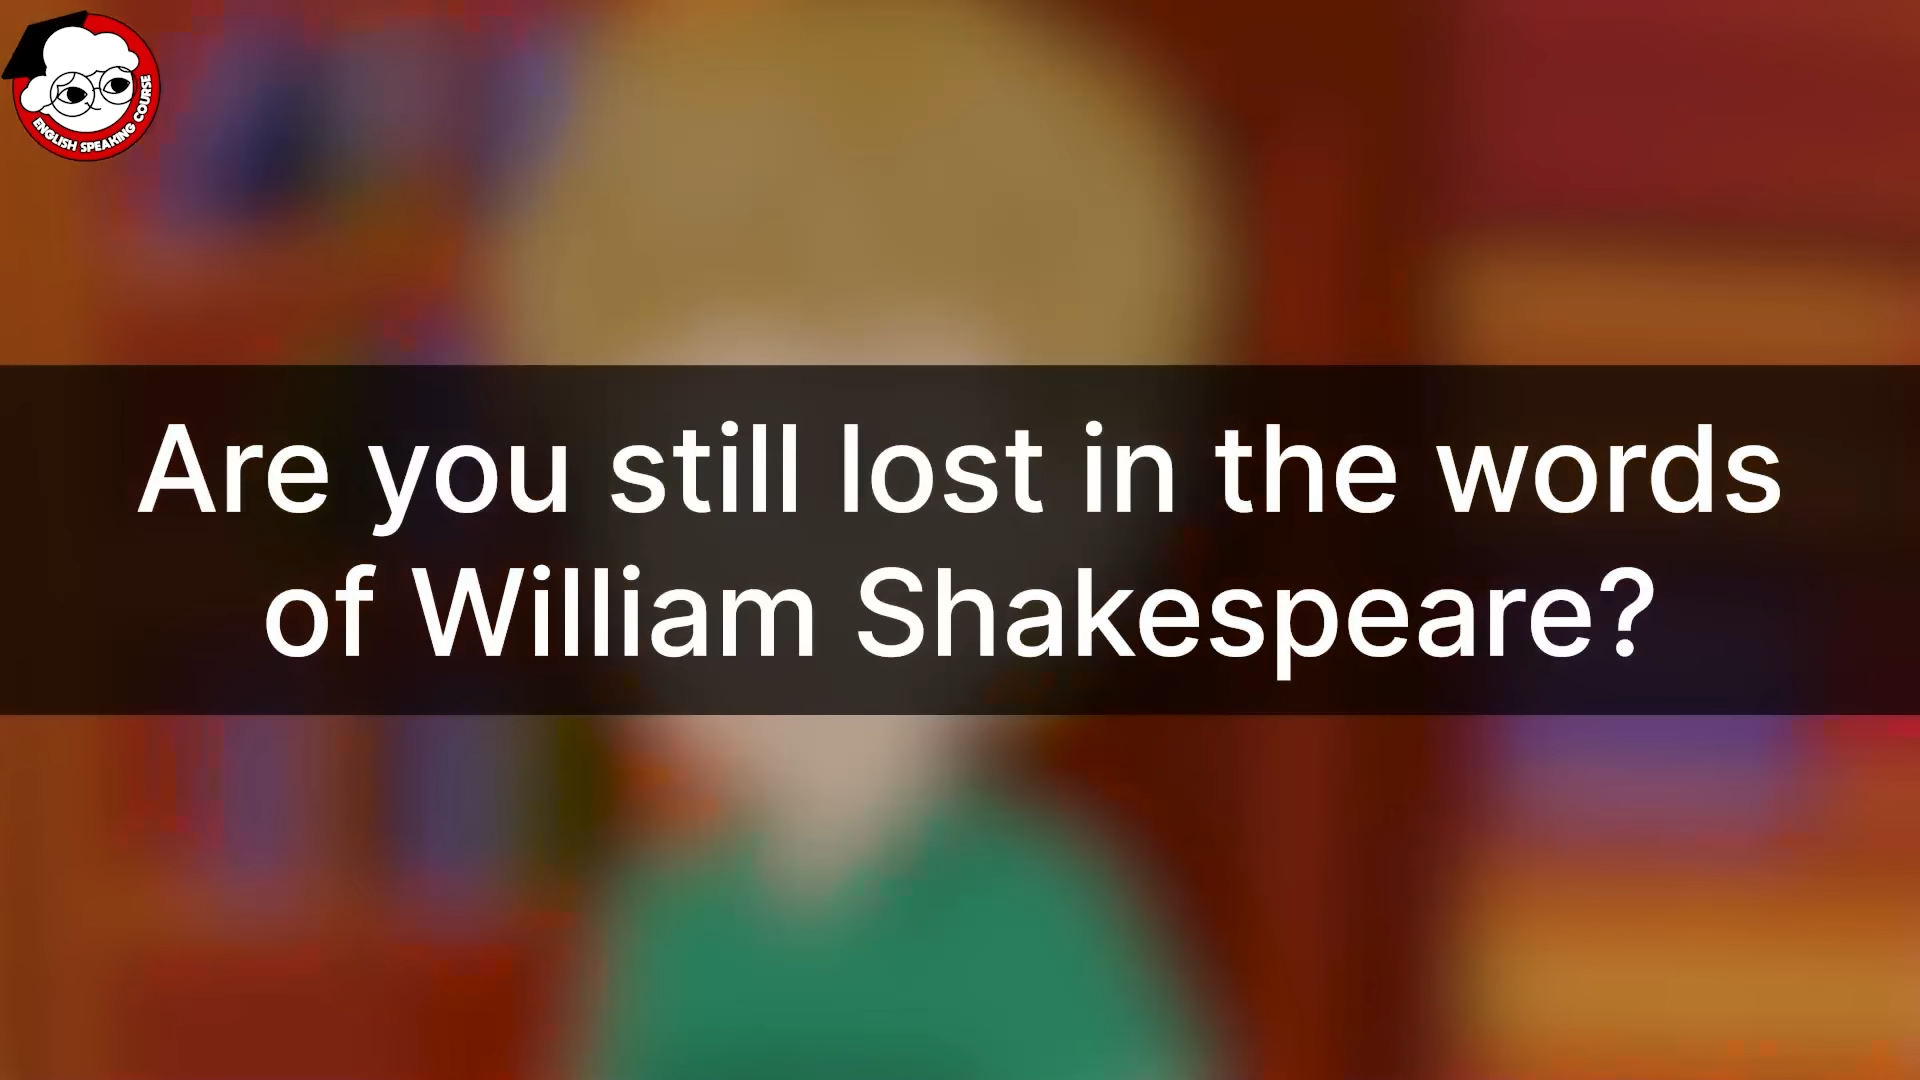 ENGLISH SPEAKING COURSE
Are you still lost in the words
of William Shakespeare?